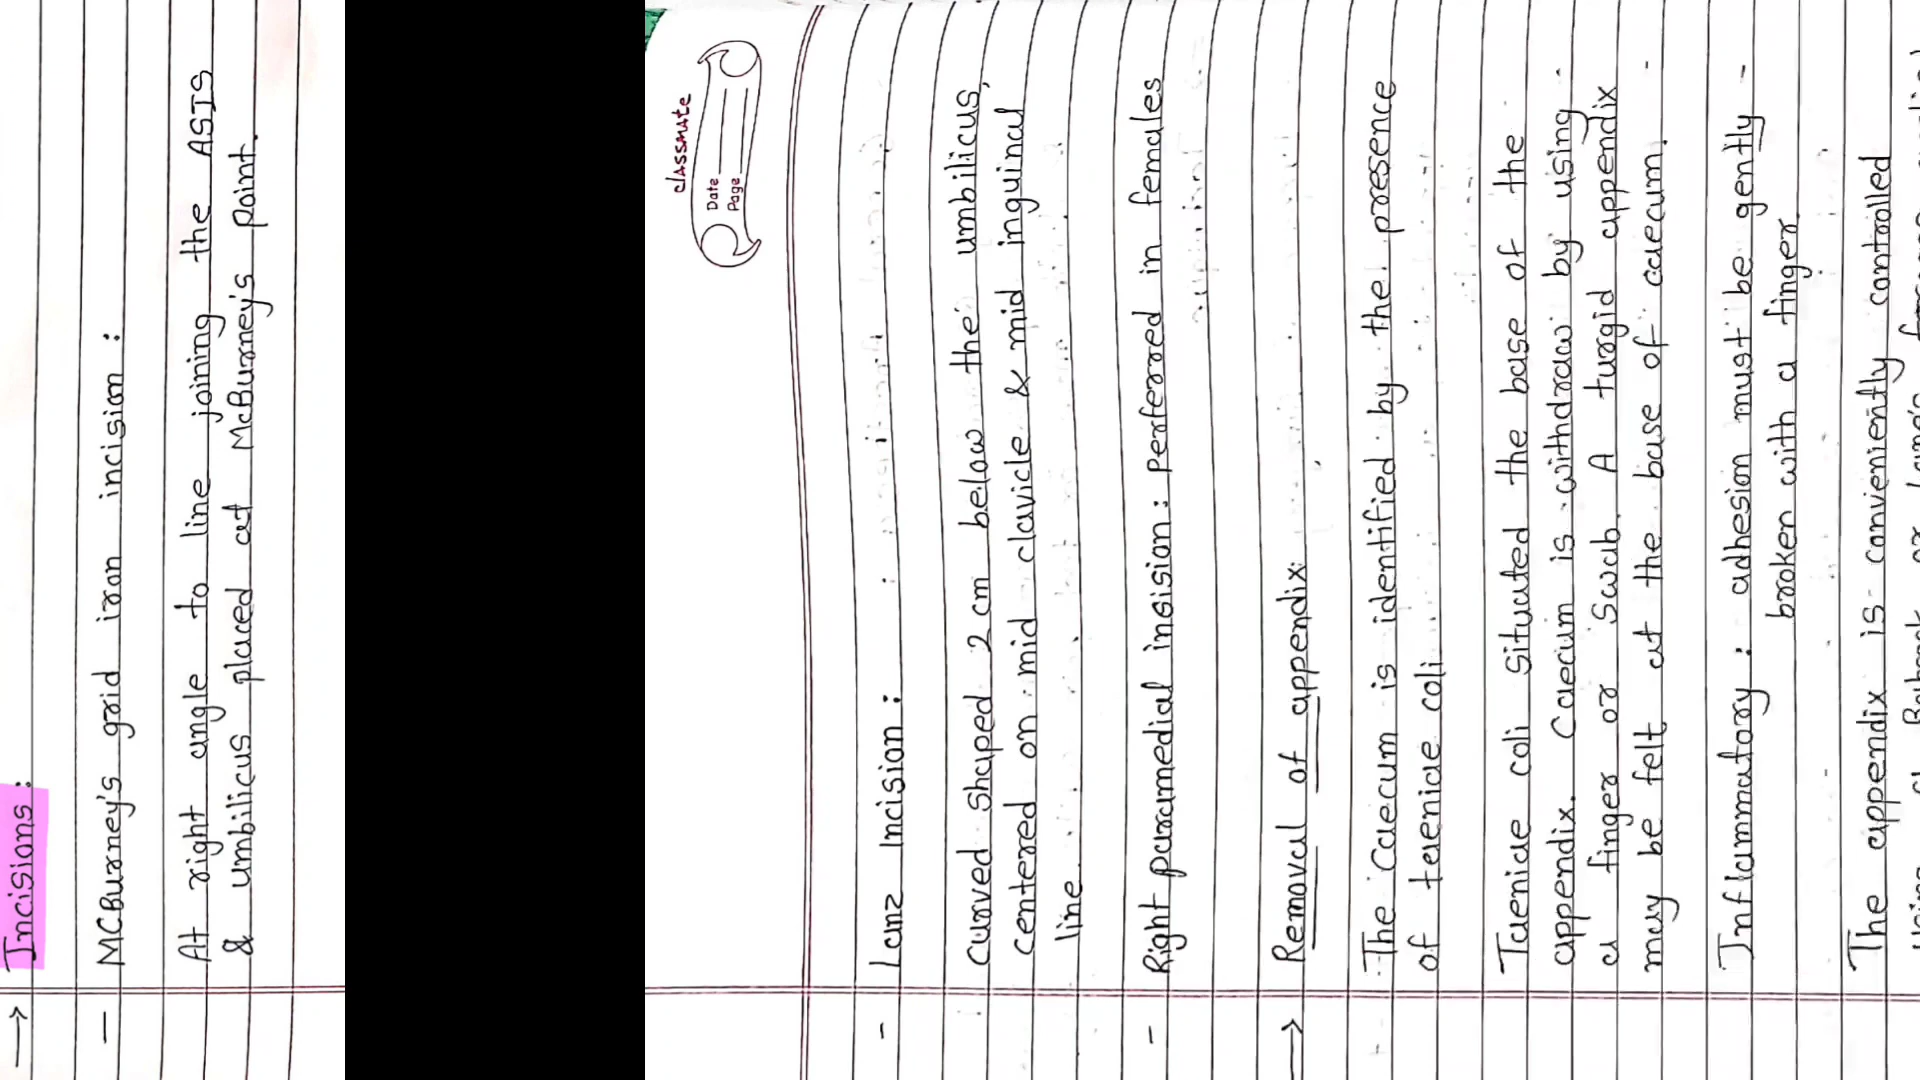 → Incisions :
- MCBurney's grid iron incision :
At right angle to line joining the ASIS
& umbilicus placed at McBurney's point.
classmate
Date
Page
- Lanz Incision :
curved shaped 2 cm below the umbilicus,
centered on mid clavicle & mid inguinal
line
- Right paramedial insision : perferred in females
→ Removal of appendix
The Caecum is identified by the presence
of taeniae coli
Taeniae coli situated the base of the
appendix. Caecum is withdraw by using
a finger or swab. A turgid appendix
may be felt at the base of caecum.
Inflammatory : adhesion must be gently -
broken with a finger
The appendix is conveniently controlled